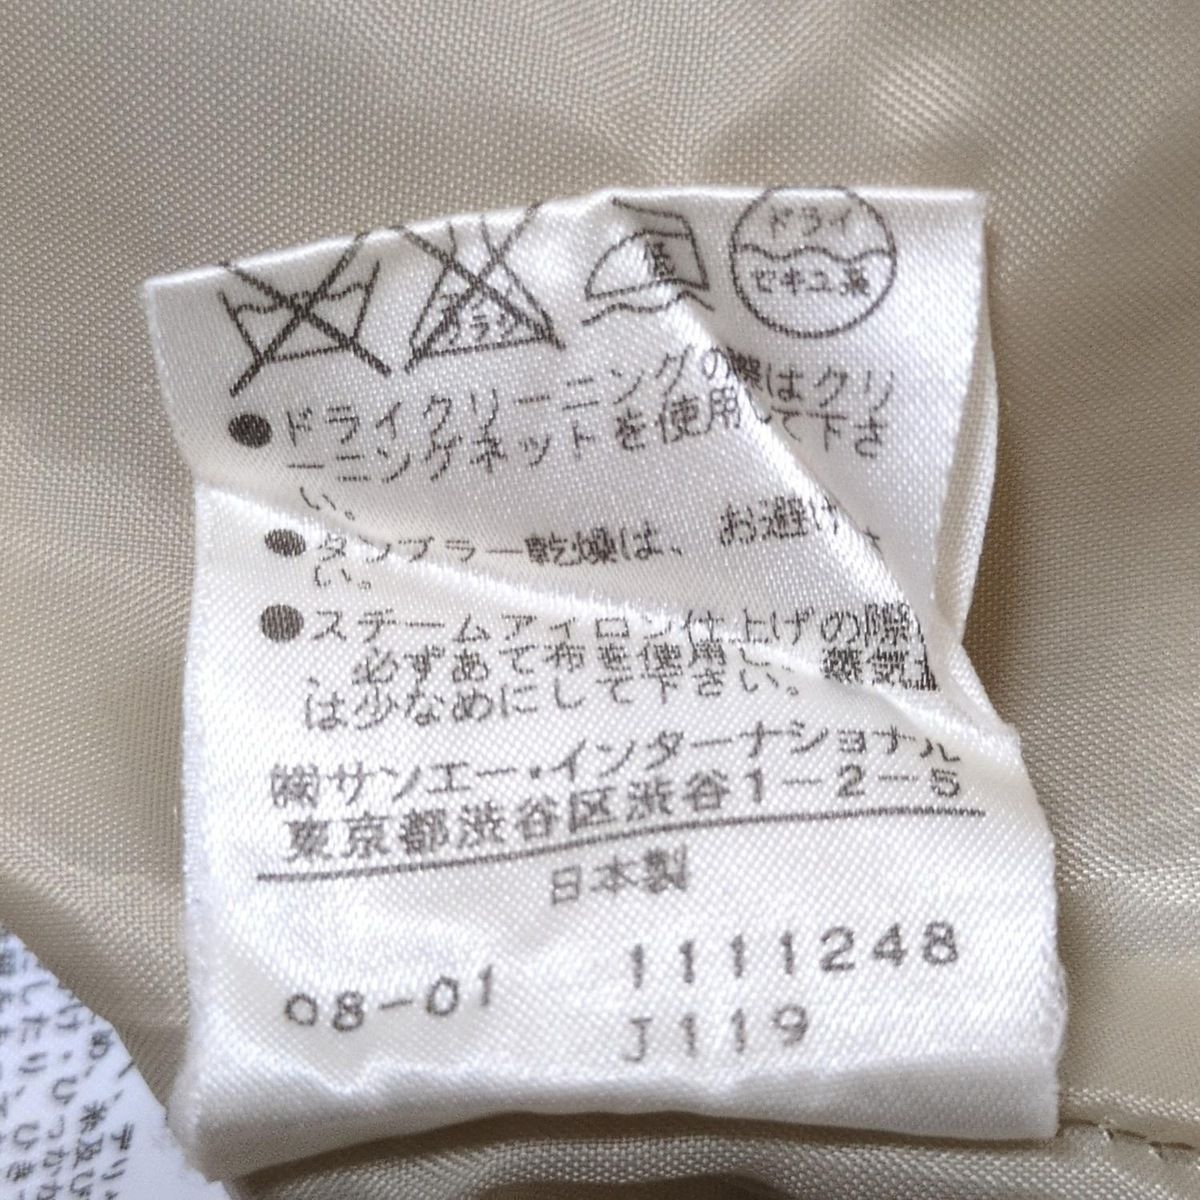 ドライ
セキユ系
エンソ
サラシ
低
●ドライクリーニングの際はクリ
ーニングネットを使用して下さ
い。
●タンブラー乾燥は、お避け
い。
●スチームアイロン仕上げの際
、必ずあて布を使用し、蒸気
は少なめにして下さい。
㈱サンエー・インターナショナル
東京都渋谷区渋谷1-2-5
日本製
08-01
1111248
J119